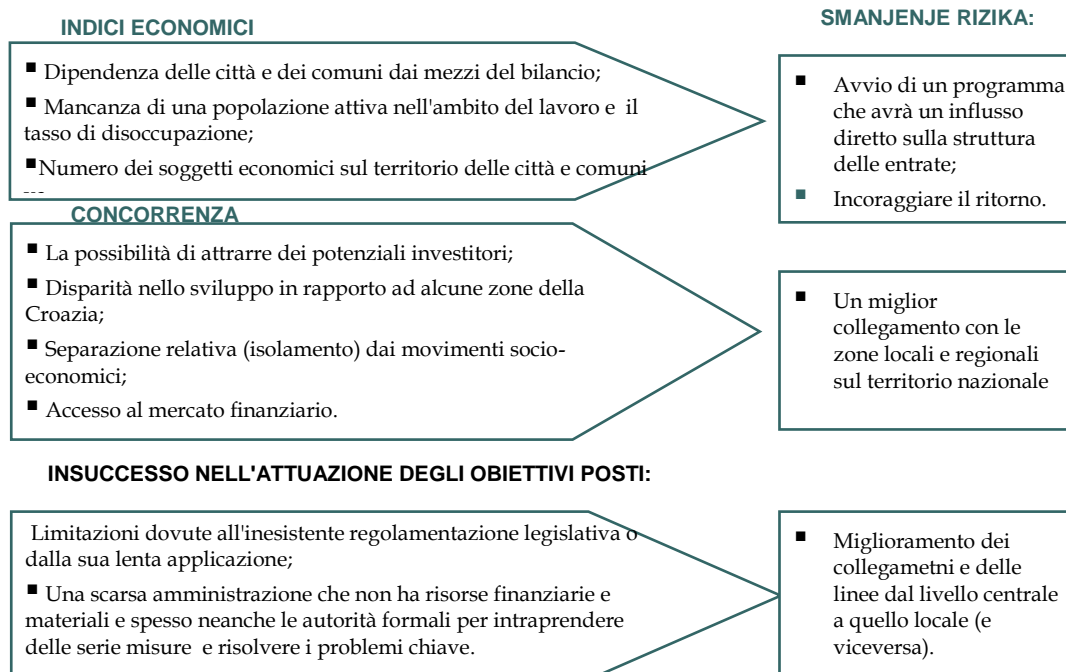 INDICI ECONOMICI
▪ Dipendenza delle città e dei comuni dai mezzi del bilancio;
▪ Mancanza di una popolazione attiva nell'ambito del lavoro e il
tasso di disoccupazione;
▪Numero dei soggetti economici sul territorio delle città e comuni
SMANJENJE RIZIKA:
▪ Avvio di un programma
che avrà un influsso
diretto sulla struttura
delle entrate;
▪ Incoraggiare il ritorno.
CONCORRENZA
▪ La possibilità di attrarre dei potenziali investitori;
▪ Disparità nello sviluppo in rapporto ad alcune zone della
Croazia;
▪ Separazione relativa (isolamento) dai movimenti socio-
economici;
▪ Accesso al mercato finanziario.
▪ Un miglior
collegamento con le
zone locali e regionali
sul territorio nazionale
INSUCCESSO NELL'ATTUAZIONE DEGLI OBIETTIVI POSTI:
Limitazioni dovute all'inesistente regolamentazione legislativa o
dalla sua lenta applicazione;
▪ Una scarsa amministrazione che non ha risorse finanziarie e
materiali e spesso neanche le autorità formali per intraprendere
delle serie misure e risolvere i problemi chiave.
▪ Miglioramento dei
collegametni e delle
linee dal livello centrale
a quello locale (e
viceversa).